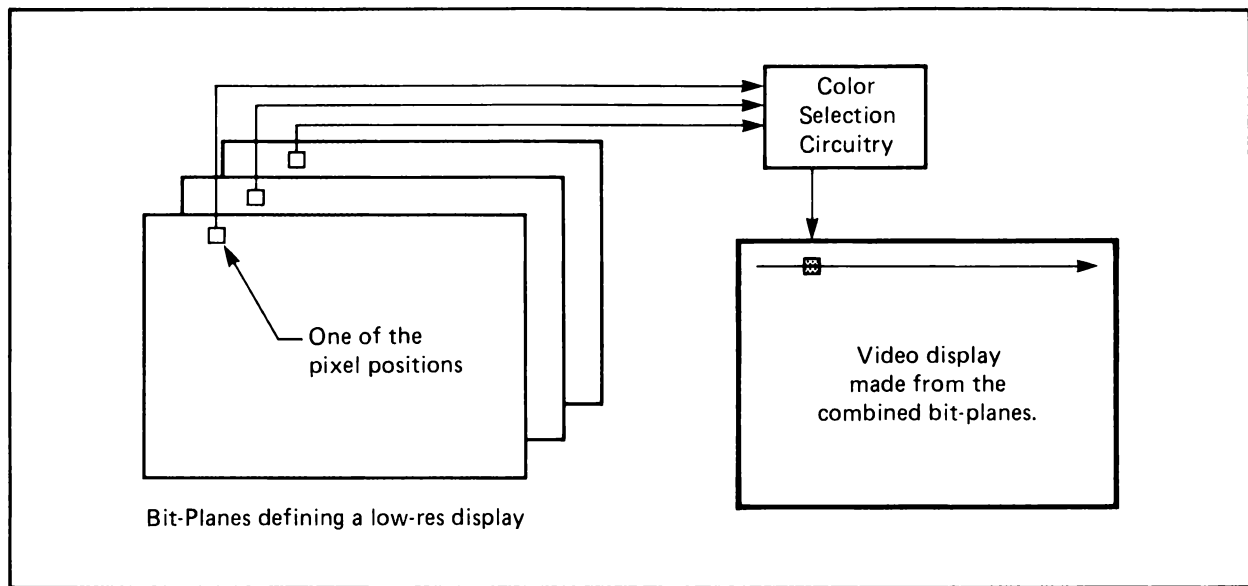 Color
Selection
Circuitry
One of the
pixel positions
Video display
made from the
combined bit-planes.
Bit-Planes defining a low-res display